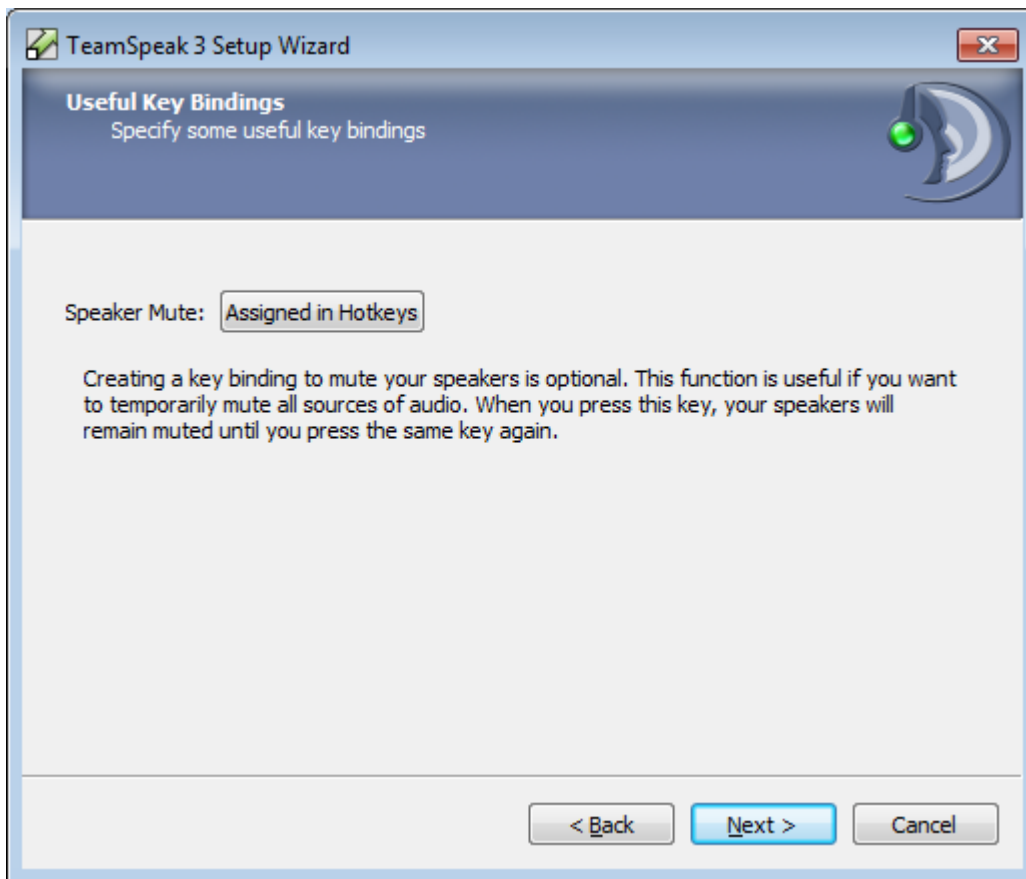 TeamSpeak 3 Setup Wizard
Useful Key Bindings
Specify some useful key bindings
Speaker Mute: Assigned in Hotkeys
Creating a key binding to mute your speakers is optional. This function is useful if you want
to temporarily mute all sources of audio. When you press this key, your speakers will
remain muted until you press the same key again.
< Back Next > Cancel